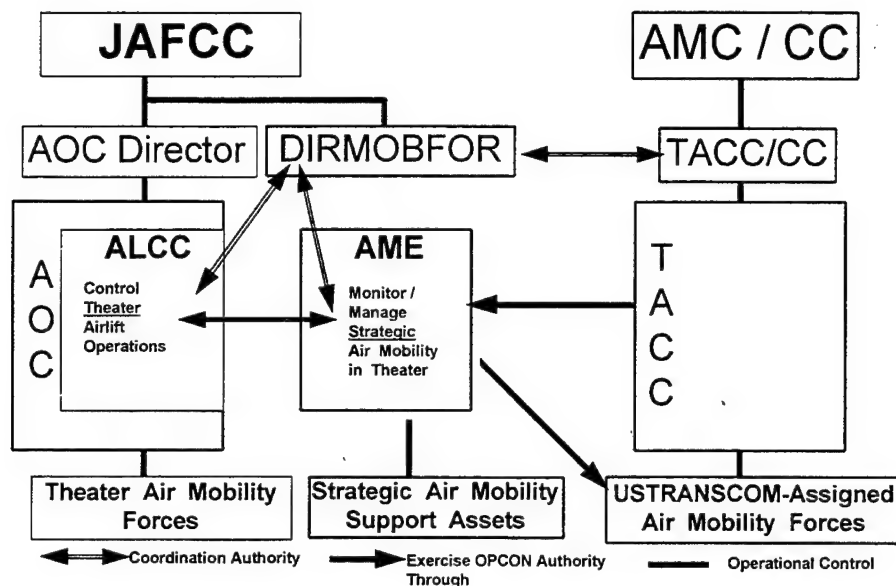 JAFCC
AMC / CC
AOC Director
DIRMOBFOR
TACC/CC
AOC
ALCC
Control
Theater
Airlift
Operations
AME
Monitor /
Manage
Strategic
Air Mobility
in Theater
TACC
Theater Air Mobility
Forces
Strategic Air Mobility
Support Assets
USTRANSCOM-Assigned
Air Mobility Forces
Coordination Authority
Exercise OPCON Authority
Through
Operational Control